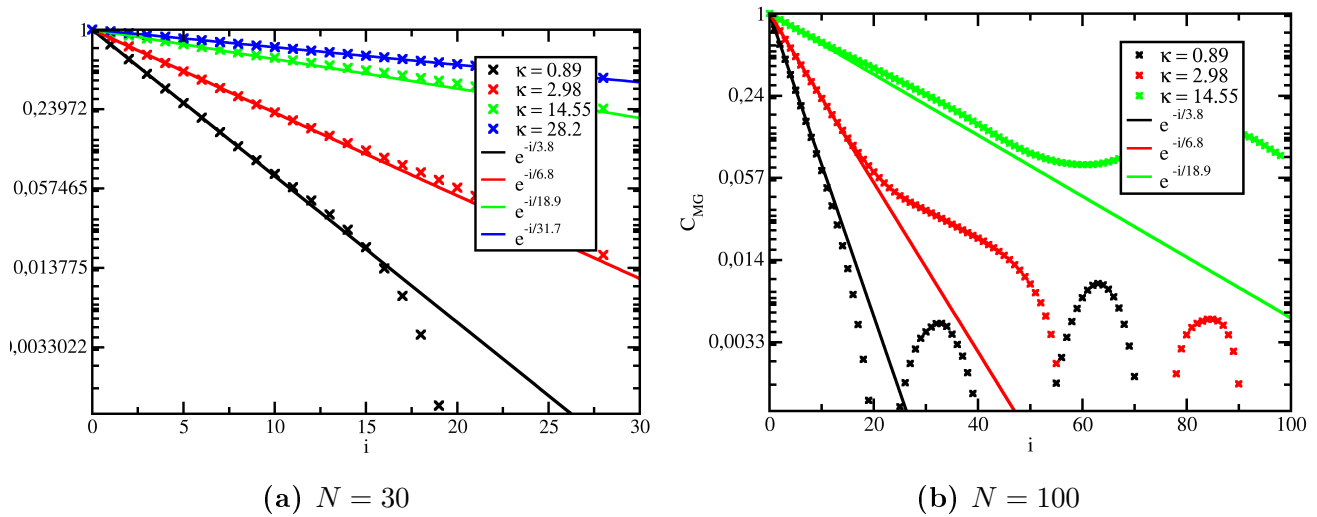 1
0,23972
0,057465
0,013775
0,0033022
0 5 10 15 20 25 30
i
κ = 0.89
κ = 2.98
κ = 14.55
κ = 28.2
e^-i/3.8
e^-i/6.8
e^-i/18.9
e^-i/31.7
(a) N = 30
1
0,24
0,057
0,014
0,0033
C_MG
0 20 40 60 80 100
i
κ = 0.89
κ = 2.98
κ = 14.55
e^-i/3.8
e^-i/6.8
e^-i/18.9
(b) N = 100